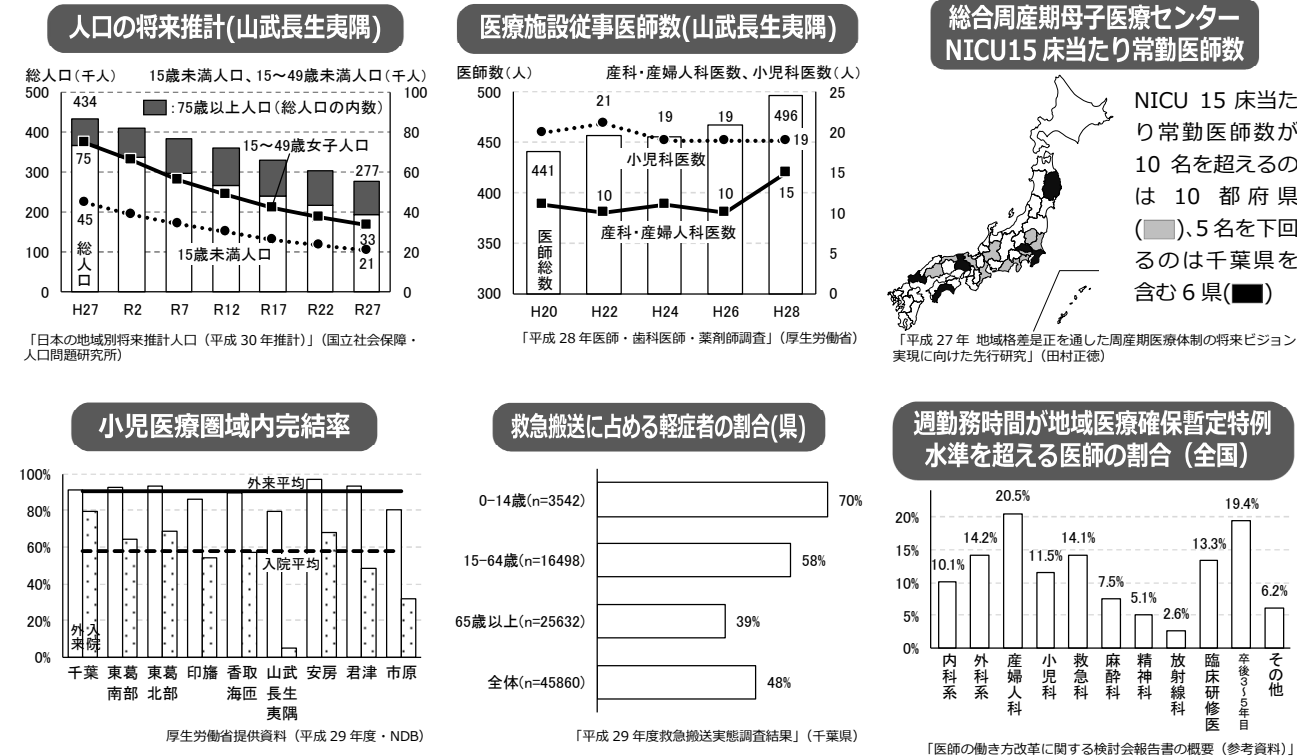 人口の将来推計(山武長生夷隅)
総人口(千人)
15歳未満人口、15～49歳未満人口(千人)
500
400
300
200
100
0
100
80
60
40
20
0
434
:75歳以上人口(総人口の内数)
15～49歳女子人口
277
75
45
総人口
15歳未満人口
33
21
H27 R2 R7 R12 R17 R22 R27
「日本の地域別将来推計人口（平成30年推計)」（国立社会保障・
人口問題研究所）
医療施設従事医師数(山武長生夷隅)
医師数(人)
産科・産婦人科医数、小児科医数(人)
500
450
400
350
300
25
20
15
10
5
0
21
19
19
496
19
441
小児科医数
11
10
11
10
15
産科・産婦人科医数
医師総数
H20 H22 H24 H26 H28
「平成28年医師・歯科医師・薬剤師調査」（厚生労働省）
総合周産期母子医療センター
NICU15床当たり常勤医師数
NICU 15床当た
り常勤医師数が
10 名を超えるの
は 10 都府県
( )、5名を下回
るのは千葉県を
含む6県( )
「平成27年 地域格差是正を通した周産期医療体制の将来ビジョン
実現に向けた先行研究」（田村正徳）
小児医療圏域内完結率
100%
80%
60%
40%
20%
0%
外来平均
入院平均
外来
入院
千葉 東葛 東葛 印旛 香取 山武 安房 君津 市原
南部 北部 海匝 長生
夷隅
厚生労働省提供資料（平成29年度・NDB）
救急搬送に占める軽症者の割合(県)
0-14歳(n=3542)
70%
15-64歳(n=16498)
58%
65歳以上(n=25632)
39%
全体(n=45860)
48%
「平成29年度救急搬送実態調査結果」（千葉県）
週勤務時間が地域医療確保暫定特例
水準を超える医師の割合（全国）
20%
15%
10%
5%
0%
10.1%
14.2%
20.5%
11.5%
14.1%
7.5%
5.1%
2.6%
13.3%
19.4%
6.2%
内科系
外科系
産婦人科
小児科
救急科
麻酔科
精神科
放射線科
臨床研修医
卒後3～5年目
その他
「医師の働き方改革に関する検討会報告書の概要（参考資料）」